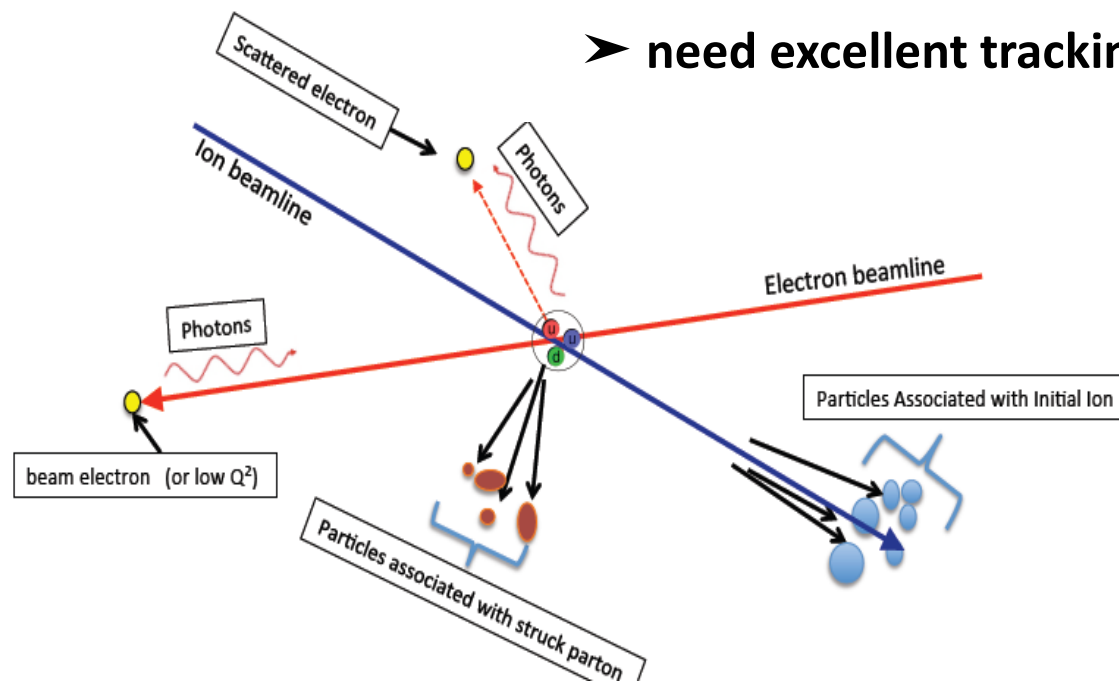 ➤ need excellent trackin
Scattered electron
Ion beamline
Photons
Electron beamline
Photons
u
u
d
Particles Associated with Initial Ion
beam electron (or low Q²)
Particles associated with struck parton